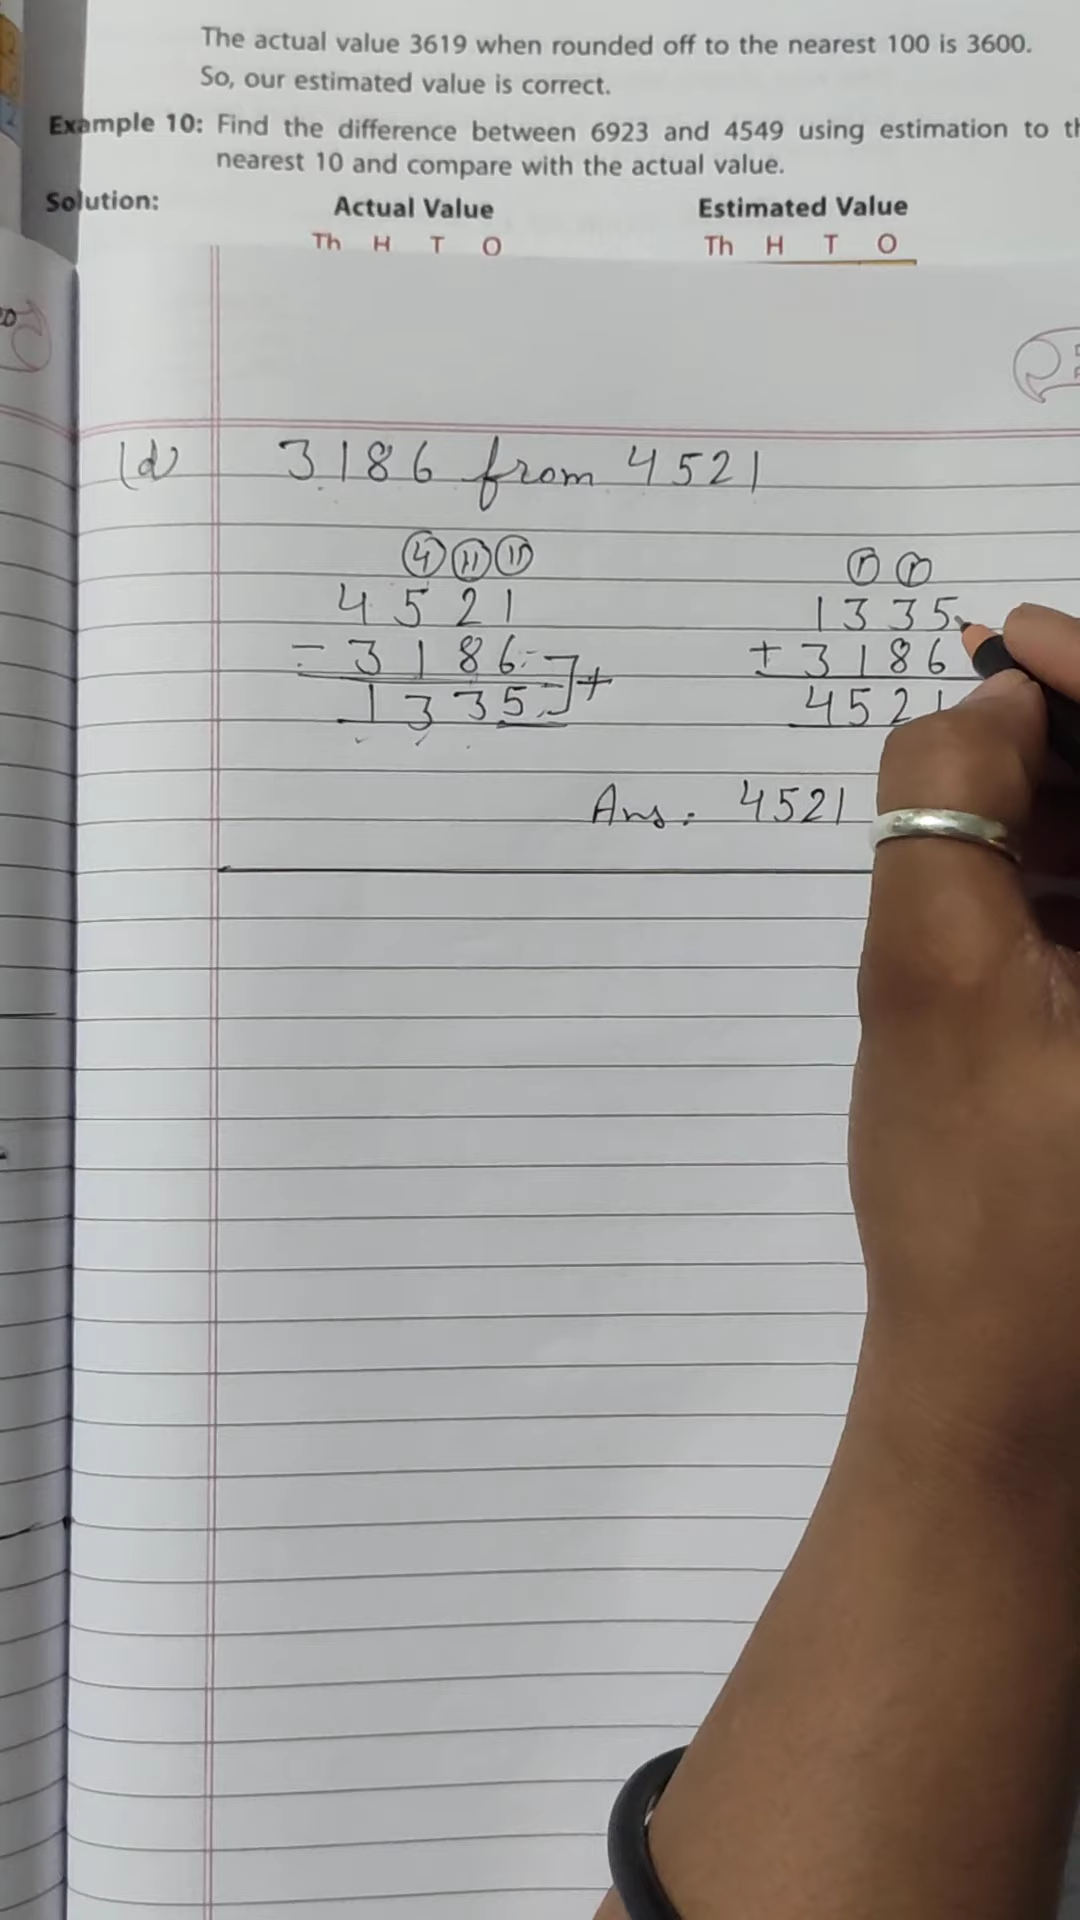 The actual value 3619 when rounded off to the nearest 100 is 3600.
So, our estimated value is correct.
Example 10: Find the difference between 6923 and 4549 using estimation to
nearest 10 and compare with the actual value.
Solution: Actual Value Estimated Value
Th H T O Th H T O
(d) 3186 from 4521
4 11 11 1 1
4521 1335
- 3186 + 3186
1335 + 4521
Ans. 4521